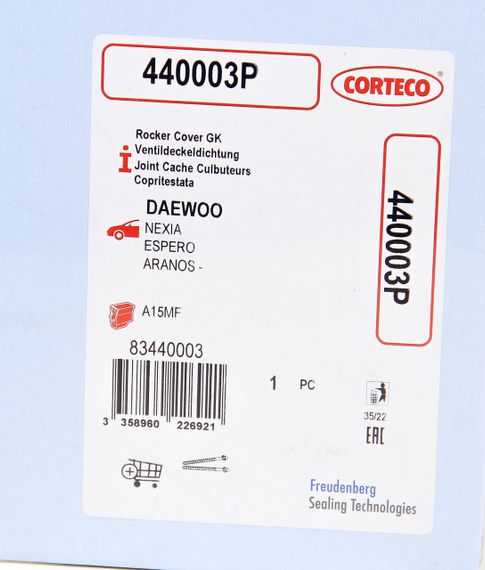 440003P
CORTECO®
Rocker Cover GK
Ventildeckeldichtung
Joint Cache Culbuteurs
Copritestata
440003P
DAEWOO
NEXIA
ESPERO
ARANOS -
A15MF
83440003
1 PC
3 358960 226921
35/22
EAC
Freudenberg
Sealing Technologies